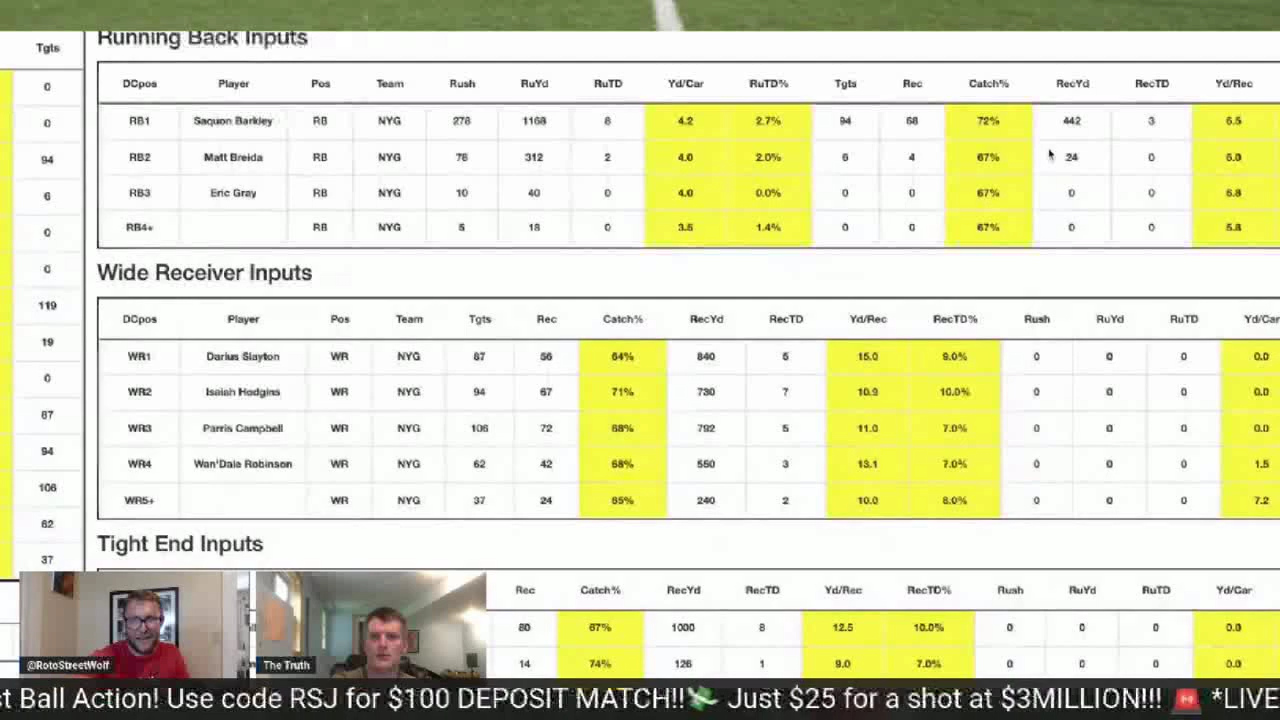 Running Back Inputs
Tgts
DCpos Player Pos Team Rush RuYd RuTD Yd/Car RuTD% Tgts Rec Catch% RecYd RecTD Yd/Rec
0
RB1 Saquon Barkley RB NYG 278 1168 8 4.2 2.7% 94 68 72% 442 3 6.5
0
RB2 Matt Breida RB NYG 78 312 2 4.0 2.0% 6 4 67% 24 0 6.0
94
RB3 Eric Gray RB NYG 10 40 0 4.0 0.0% 0 0 67% 0 0 6.8
6
RB4+ RB NYG 5 18 0 3.5 1.4% 0 0 67% 0 0 5.8
0
Wide Receiver Inputs
0
119
DCpos Player Pos Team Tgts Rec Catch% RecYd RecTD Yd/Rec RecTD% Rush RuYd RuTD Yd/Car
19
WR1 Darius Slayton WR NYG 87 56 64% 840 5 15.0 9.0% 0 0 0 0.0
0
WR2 Isaiah Hodgins WR NYG 94 67 71% 730 7 10.9 10.0% 0 0 0 0.0
87
WR3 Parris Campbell WR NYG 106 72 68% 792 5 11.0 7.0% 0 0 0 0.0
94
WR4 Wan'Dale Robinson WR NYG 62 42 68% 550 3 13.1 7.0% 0 0 0 1.5
106
WR5+ WR NYG 37 24 65% 240 2 10.0 8.0% 0 0 0 7.2
62
Tight End Inputs
37
Rec Catch% RecYd RecTD Yd/Rec RecTD% Rush RuYd RuTD Yd/Car
80 67% 1000 8 12.5 10.0% 0 0 0 0.0
14 74% 126 1 9.0 7.0% 0 0 0 0.0
@RotoStreetWolf
The Truth
st Ball Action! Use code RSJ for $100 DEPOSIT MATCH!!💸 Just $25 for a shot at $3MILLION!!! 🚨 *LIVE